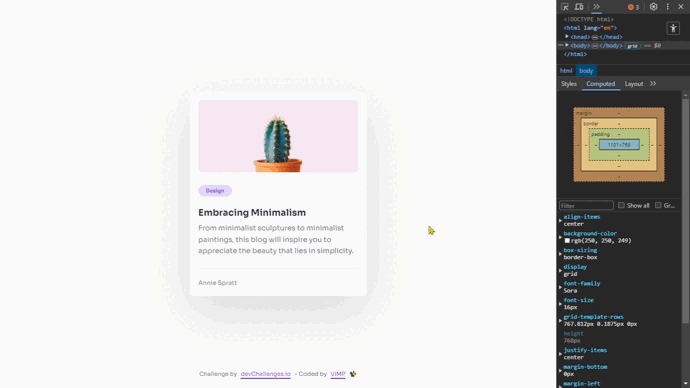 Design
Embracing Minimalism
From minimalist sculptures to minimalist
paintings, this blog will inspire you to
appreciate the beauty that lies in simplicity.
Annie Spratt
Challenge by devChallenges.io - Coded by VIMP
3
<!DOCTYPE html>
<html lang="en">
<head> </head>
<body> </body> grid == $0
</html>
html body
Styles Computed Layout
margin
border
padding
Filter Show all Gr...
align-items
center
background-color
rgb(250, 250, 249)
box-sizing
border-box
display
grid
font-family
Sora
font-size
16px
grid-template-rows
767.812px 0.1875px 0px
height
768px
justify-items
center
margin-bottom
0px
margin-left